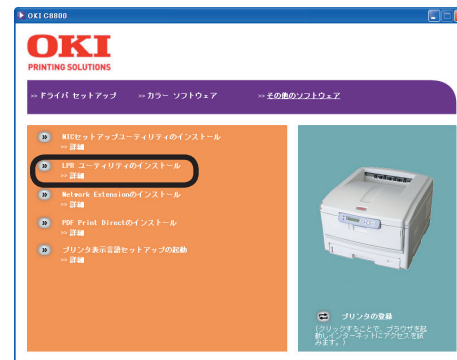 OKI C8800
OKI
PRINTING SOLUTIONS
>> ドライバ セットアップ >> カラー ソフトウェア >> その他のソフトウェア
NICセットアップユーティリティのインストール
>> 詳細
LPR ユーティリティのインストール
>> 詳細
Network Extensionのインストール
>> 詳細
PDF Print Directのインストール
>> 詳細
プリンタ表示言語セットアップの起動
>> 詳細
プリンタの登録
(クリックすることで、ブラウザを起
動しインターネットにアクセスを試
みます。)